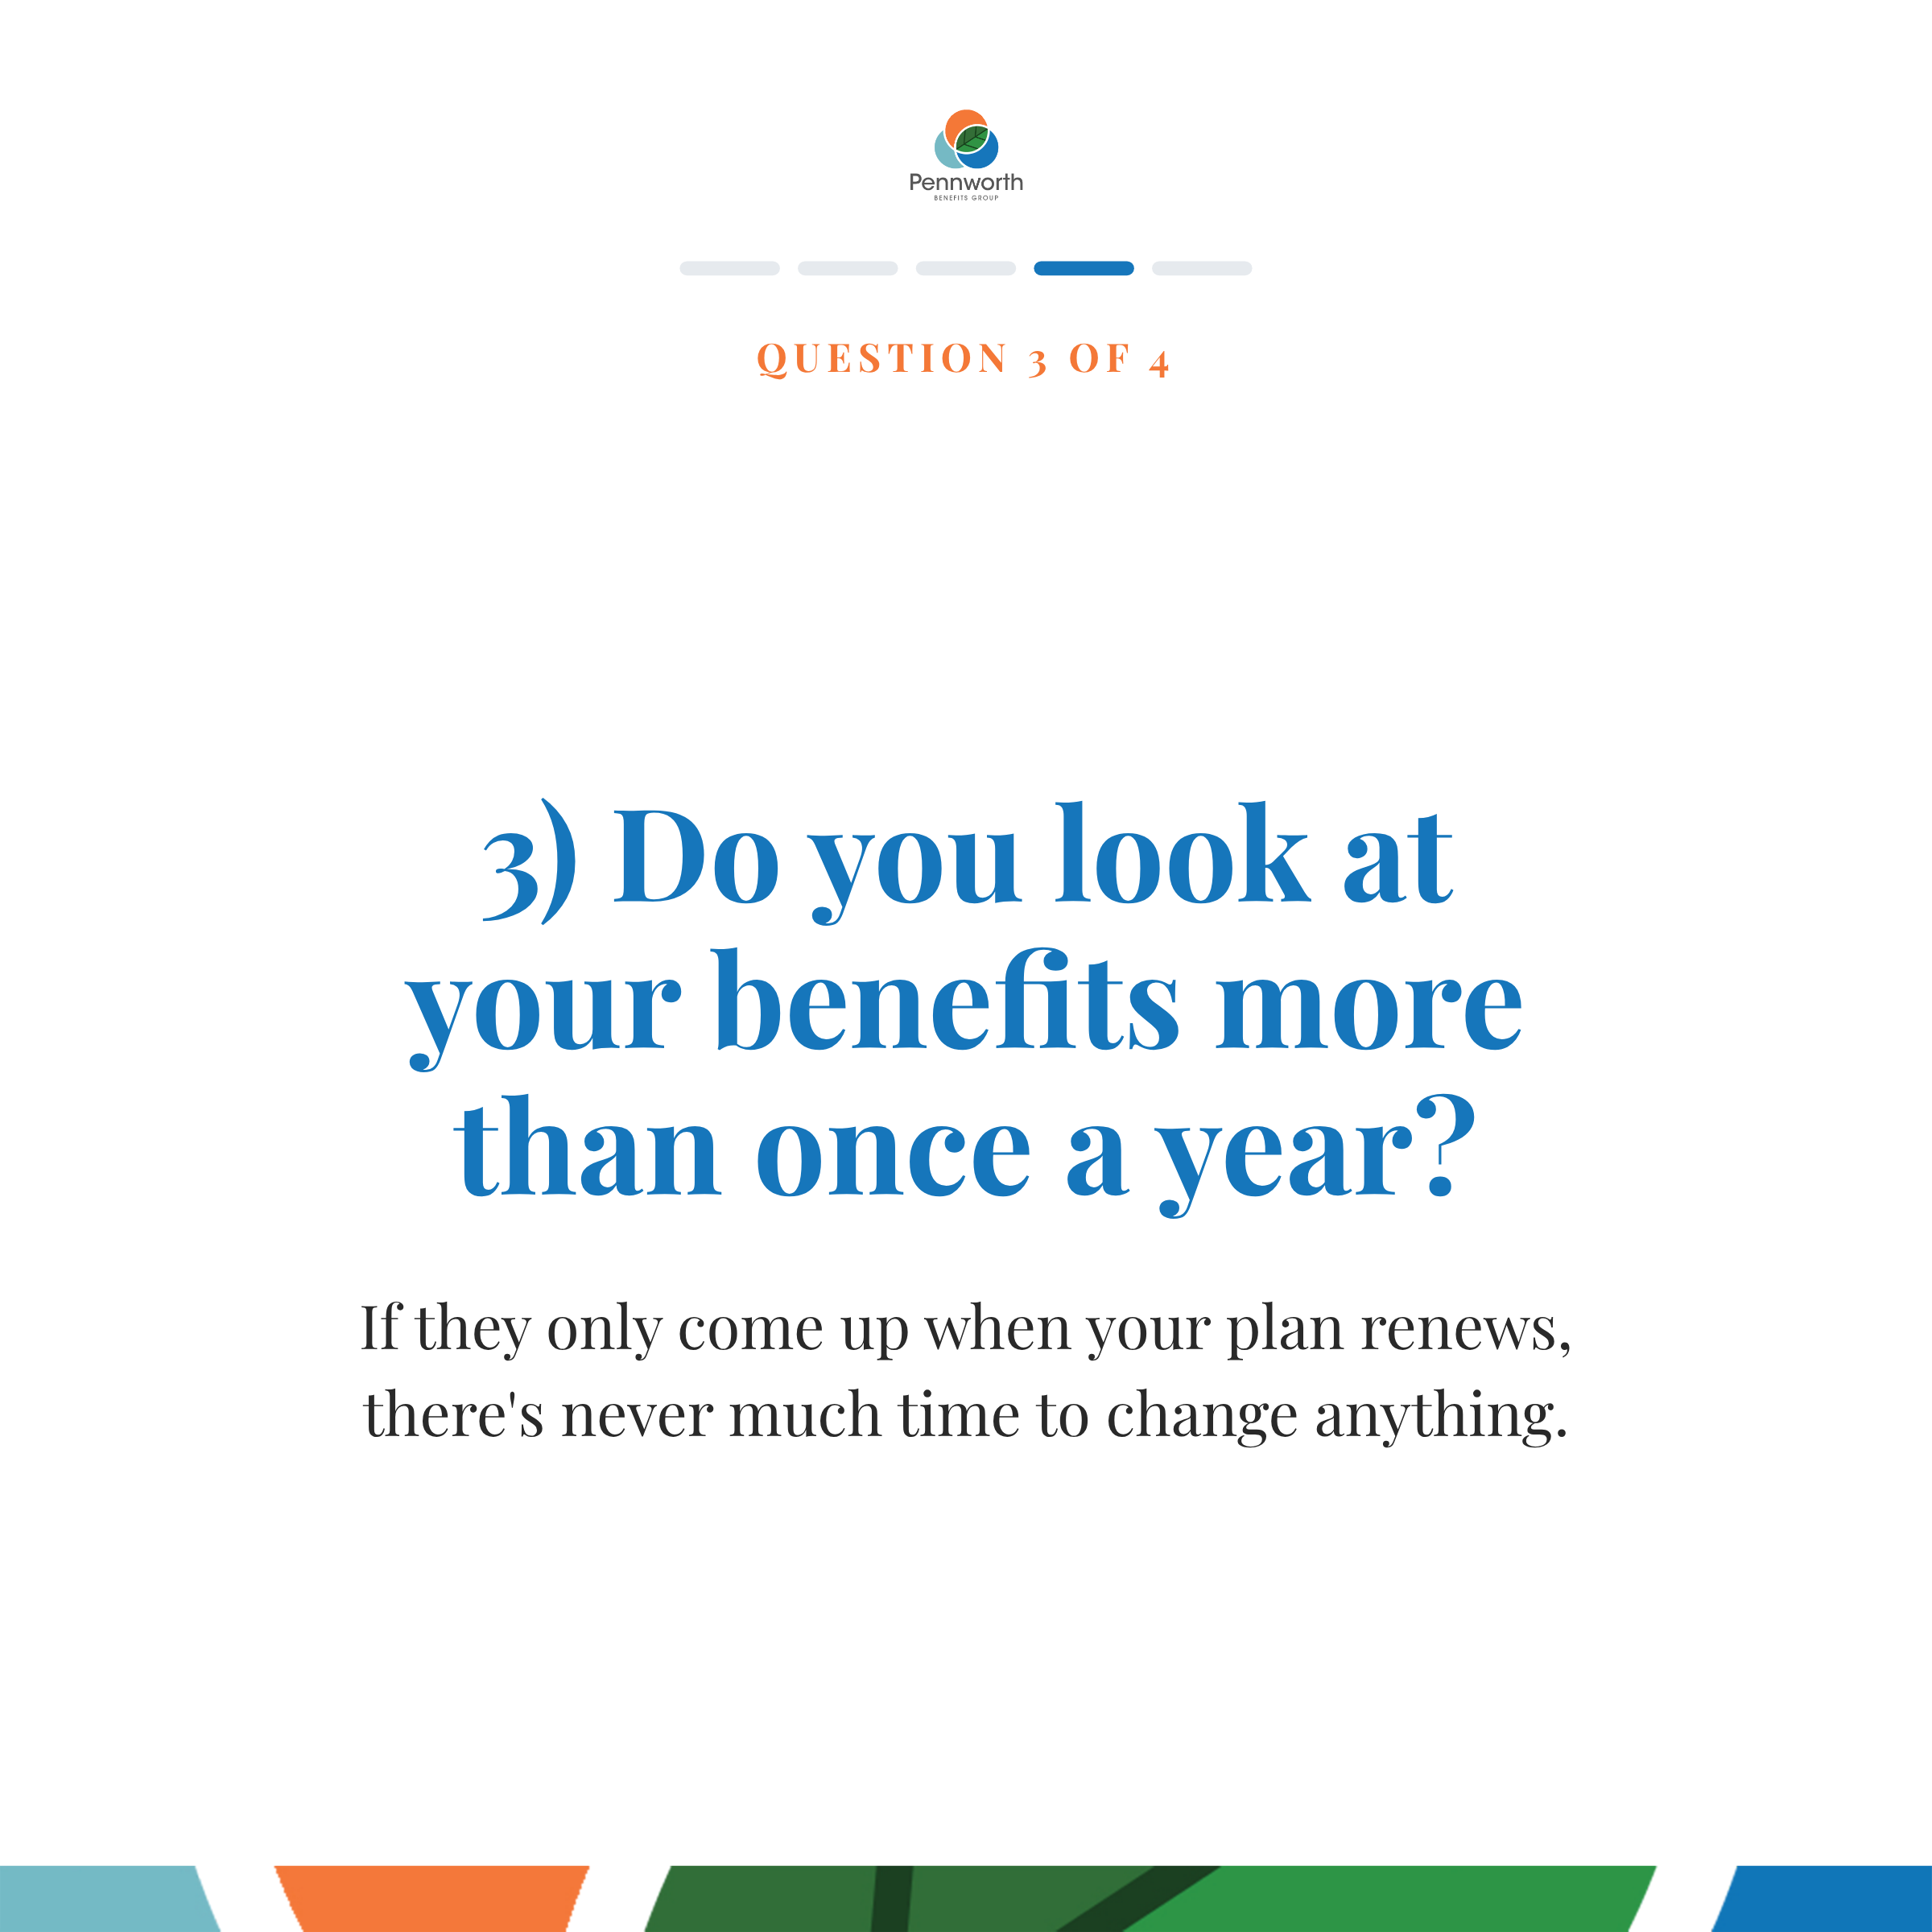 Pennworth
BENEFITS GROUP
QUESTION 3 OF 4
3) Do you look at
your benefits more
than once a year?
If they only come up when your plan renews,
there's never much time to change anything.